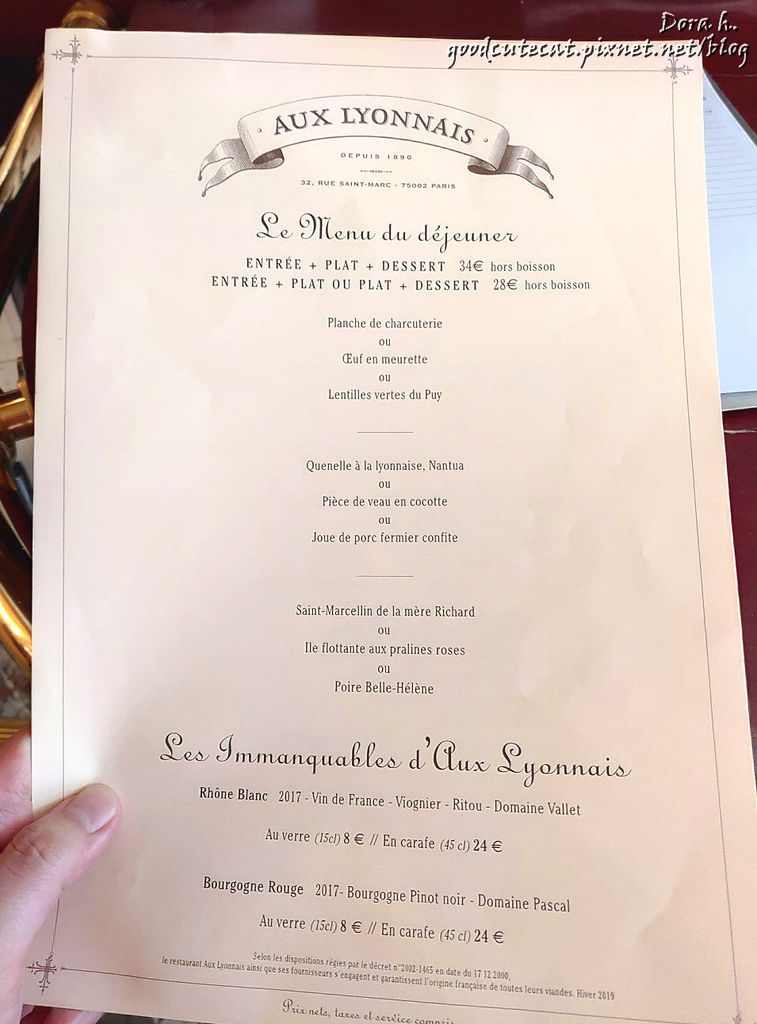 Dora h.
goodcutecat.pixnet.net/blog
AUX LYONNAIS
DEPUIS 1890
32, RUE SAINT-MARC - 75002 PARIS
Le Menu du déjeuner
ENTRÉE + PLAT + DESSERT 34€ hors boisson
ENTRÉE + PLAT OU PLAT + DESSERT 28€ hors boisson
Planche de charcuterie
ou
Œuf en meurette
ou
Lentilles vertes du Puy
Quenelle à la lyonnaise, Nantua
ou
Pièce de veau en cocotte
ou
Joue de porc fermier confite
Saint-Marcellin de la mère Richard
ou
Ile flottante aux pralines roses
ou
Poire Belle-Hélène
Les Immanquables d'Aux Lyonnais
Rhône Blanc 2017 - Vin de France - Viognier - Ritou - Domaine Vallet
Au verre (15cl) 8 € // En carafe (45 cl) 24 €
Bourgogne Rouge 2017- Bourgogne Pinot noir - Domaine Pascal
Au verre (15cl) 8 € // En carafe (45 cl) 24 €
Selon les dispositions régies par le décret n°2002-1465 en date du 17 12 2000,
le restaurant Aux Lyonnais ainsi que ses fournisseurs s'engagent et garantissent l'origine française de toutes leurs viandes. Hiver 2019
Prix nets, taxes et service compris